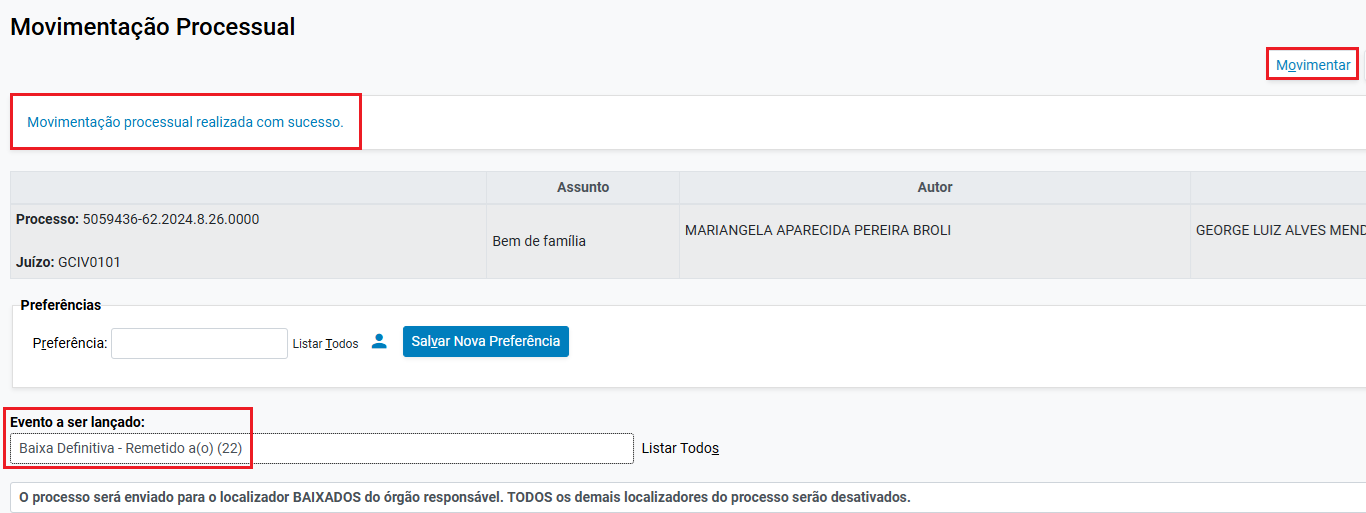 Movimentação Processual
Movimentar
Movimentação processual realizada com sucesso.
Assunto Autor
Processo: 5059436-62.2024.8.26.0000
Juízo: GCIV0101
Bem de família
MARIANGELA APARECIDA PEREIRA BROLI
GEORGE LUIZ ALVES MEND
Preferências
Preferência: Listar Todos Salvar Nova Preferência
Evento a ser lançado:
Baixa Definitiva - Remetido a(o) (22) Listar Todos
O processo será enviado para o localizador BAIXADOS do órgão responsável. TODOS os demais localizadores do processo serão desativados.